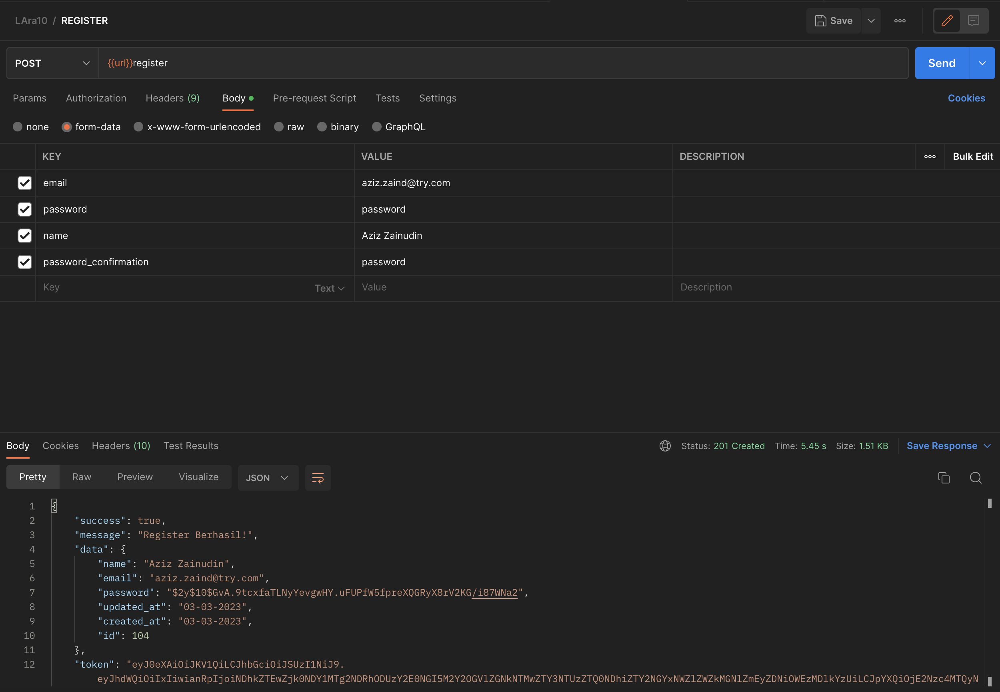 LAra10 / REGISTER
Save
POST
{{url}}register
Send
Params Authorization Headers (9) Body Pre-request Script Tests Settings Cookies
none form-data x-www-form-urlencoded raw binary GraphQL
KEY VALUE DESCRIPTION Bulk Edit
email aziz.zaind@try.com
password password
name Aziz Zainudin
password_confirmation password
Key Text Value Description
Body Cookies Headers (10) Test Results Status: 201 Created Time: 5.45 s Size: 1.51 KB Save Response
Pretty Raw Preview Visualize JSON
1 {
2 "success": true,
3 "message": "Register Berhasil!",
4 "data": {
5 "name": "Aziz Zainudin",
6 "email": "aziz.zaind@try.com",
7 "password": "$2y$10$GvA.9tcxfaTLNyYevgwHY.uFUPfW5fpreXQGRyX8rV2KG/i87WNa2",
8 "updated_at": "03-03-2023",
9 "created_at": "03-03-2023",
10 "id": 104
11 },
12 "token": "eyJ0eXAiOiJKV1QiLCJhbGciOiJSUzI1NiJ9.
eyJhdWQiOiIxIiwianRpIjoiNDhkZTEwZjk0NDY1MTg2NDRhODUzY2E0NGI5M2Y2OGVlZGNkNTMwZTY3NTUzZTQ0NDhiZTY2NGYxNWZlZWZkMGNlZmEyZDNiOWEzMDlkYzUiLCJpYXQiOjE2Nzc4MTQyN